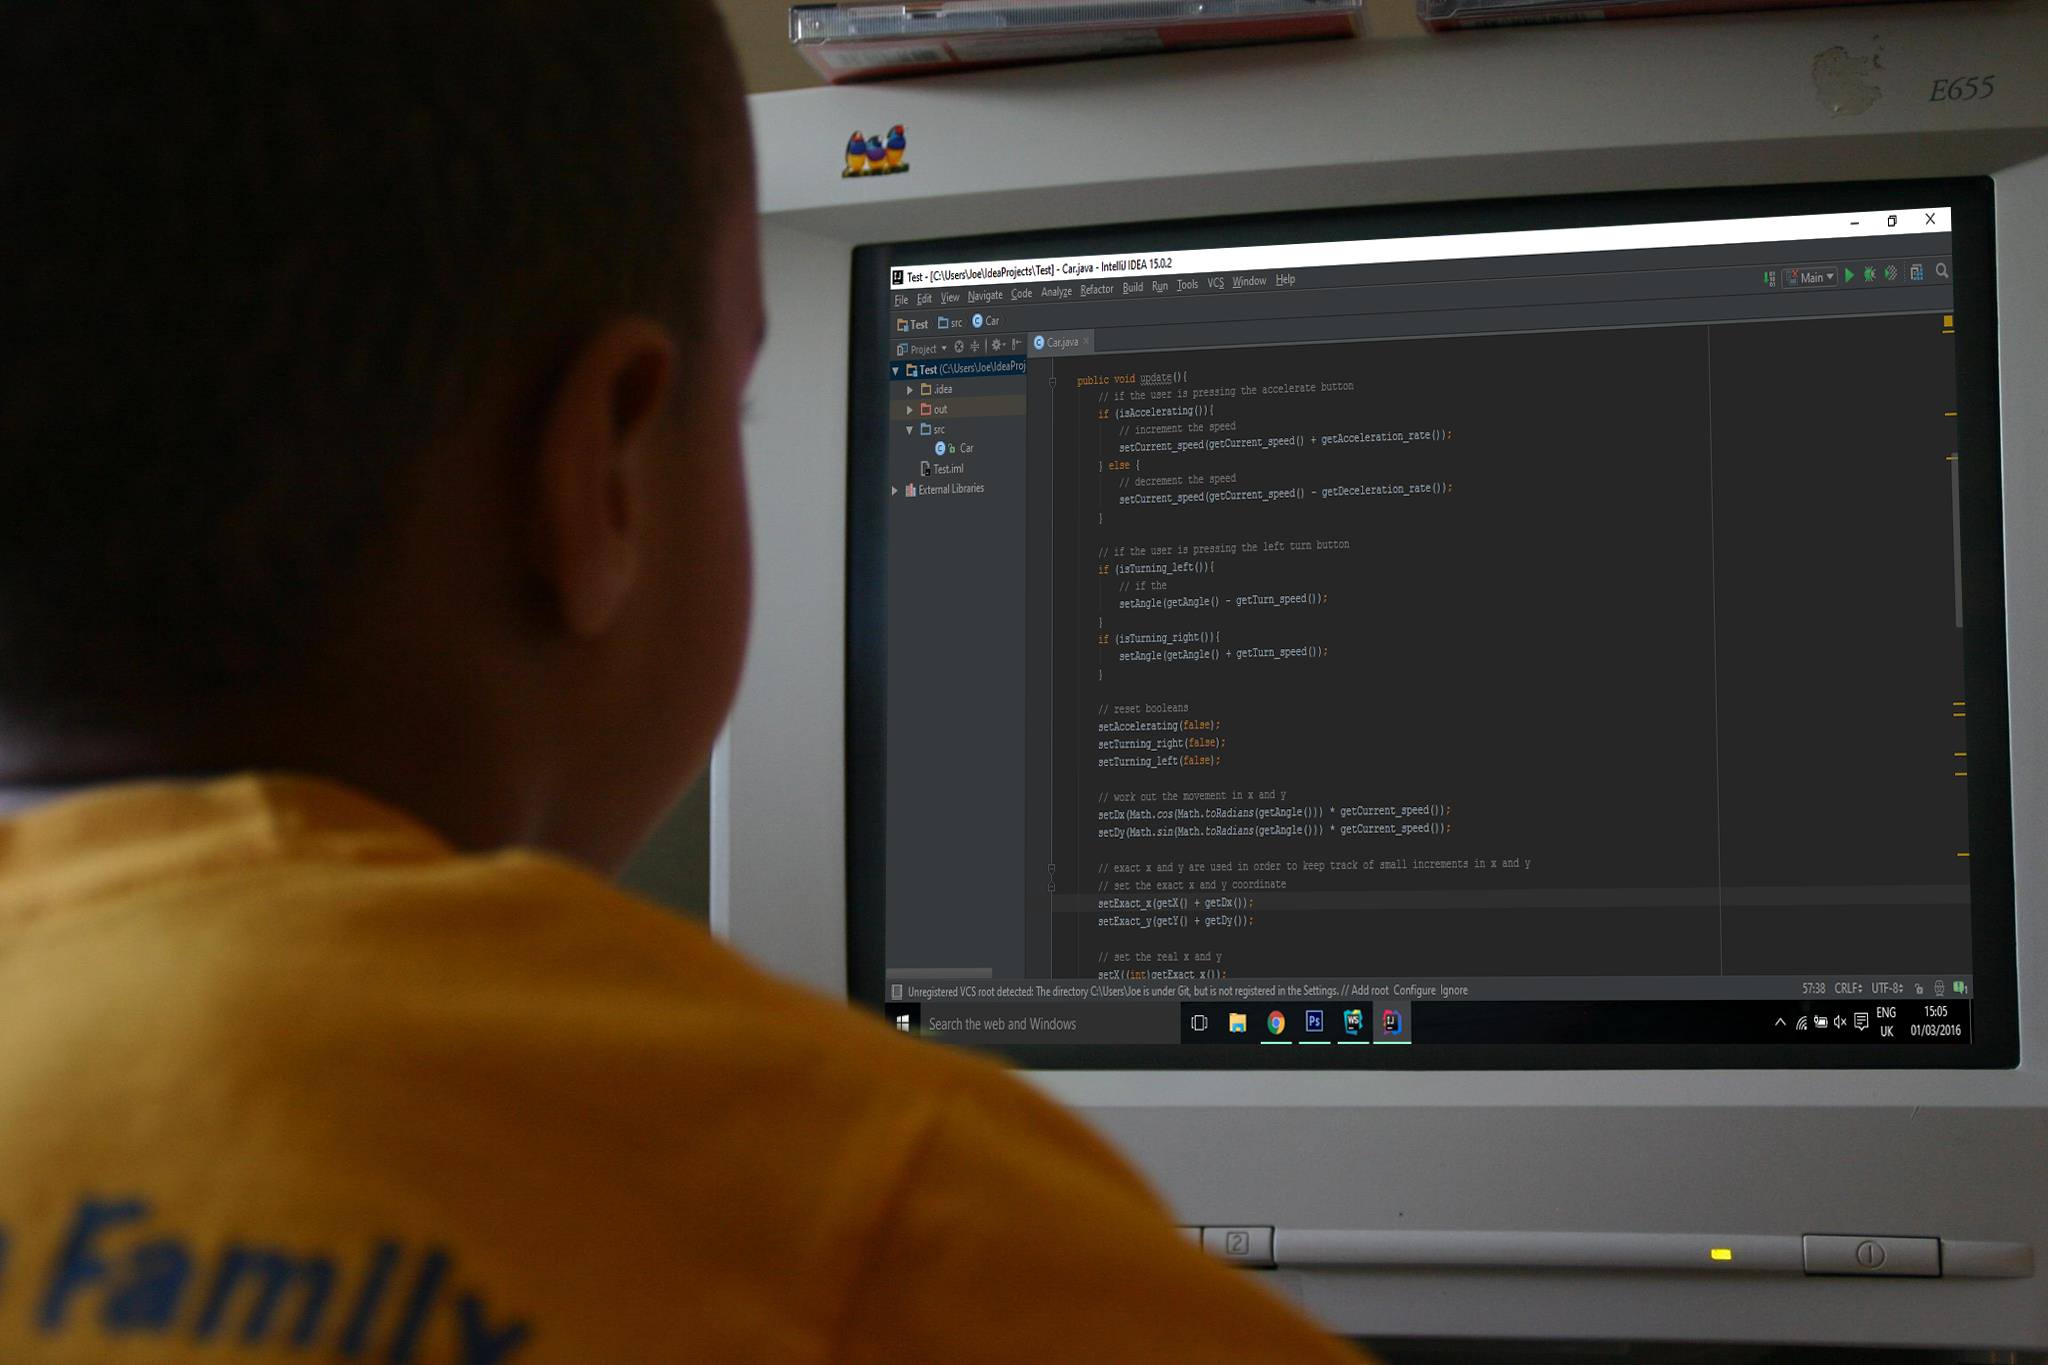 E655
Test - [C:\Users\Joe\IdeaProjects\Test] - Car.java - IntelliJ IDEA 15.0.2
File Edit View Navigate Code Analyze Refactor Build Run Tools VCS Window Help
Main
Test src Car
Project
Car.java
Test (C:\Users\Joe\IdeaProj
.idea
out
src
Car
Test.iml
External Libraries
public void update(){
// if the user is pressing the accelerate button
if (isAccelerating()){
// increment the speed
setCurrent_speed(getCurrent_speed() + getAcceleration_rate());
} else {
// decrement the speed
setCurrent_speed(getCurrent_speed() - getDeceleration_rate());
}
// if the user is pressing the left turn button
if (isTurning_left()){
// if the
setAngle(getAngle() - getTurn_speed());
}
if (isTurning_right()){
setAngle(getAngle() + getTurn_speed());
}
// reset booleans
setAccelerating(false);
setTurning_right(false);
setTurning_left(false);
// work out the movement in x and y
setDx(Math.cos(Math.toRadians(getAngle())) * getCurrent_speed());
setDy(Math.sin(Math.toRadians(getAngle())) * getCurrent_speed());
// exact x and y are used in order to keep track of small increments in x and y
// set the exact x and y coordinate
setExact_x(getX() + getDx());
setExact_y(getY() + getDy());
// set the real x and y
setX((int)getExact_x());
Unregistered VCS root detected: The directory C:\Users\Joe is under Git, but is not registered in the Settings. // Add root Configure Ignore
57:38 CRLF UTF-8
Search the web and Windows
Ps
WS
IJ
ENG
UK
15:05
01/03/2016
2
1
Family